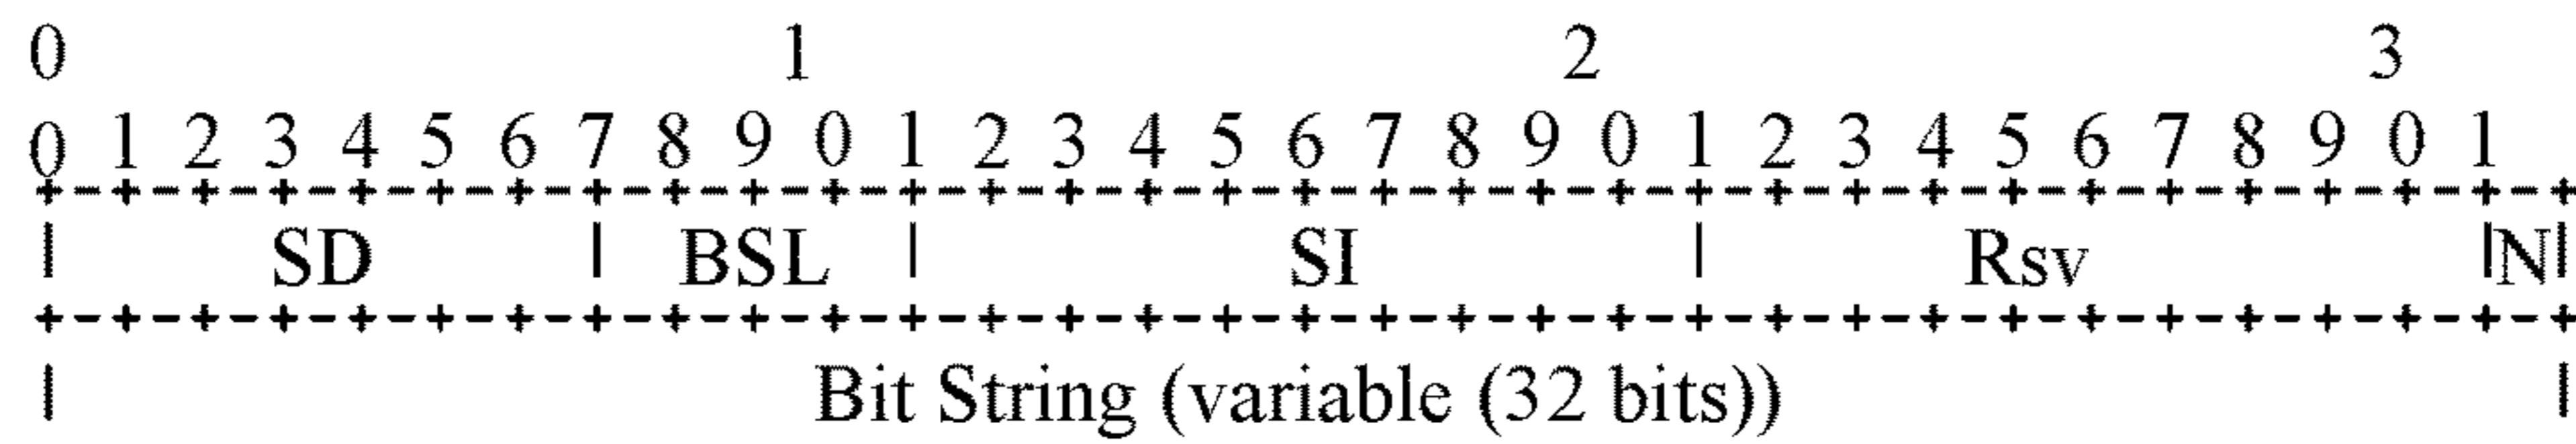 0 1 2 3
0 1 2 3 4 5 6 7 8 9 0 1 2 3 4 5 6 7 8 9 0 1 2 3 4 5 6 7 8 9 0 1
+-+-+-+-+-+-+-+-+-+-+-+-+-+-+-+-+-+-+-+-+-+-+-+-+-+-+-+-+-+-+-+-+
| SD | BSL | SI | Rsv |N|
+-+-+-+-+-+-+-+-+-+-+-+-+-+-+-+-+-+-+-+-+-+-+-+-+-+-+-+-+-+-+-+-+
| Bit String (variable (32 bits)) |